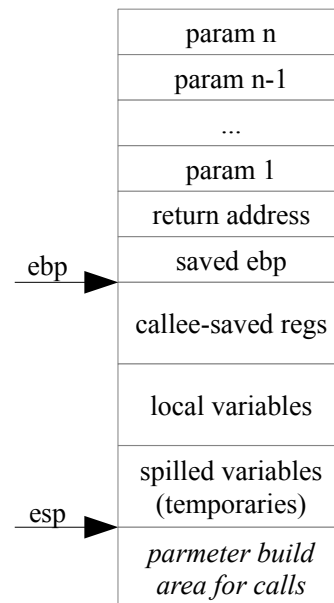 param n
param n-1
...
param 1
return address
saved ebp
ebp
callee-saved regs
local variables
spilled variables
(temporaries)
esp
parmeter build
area for calls